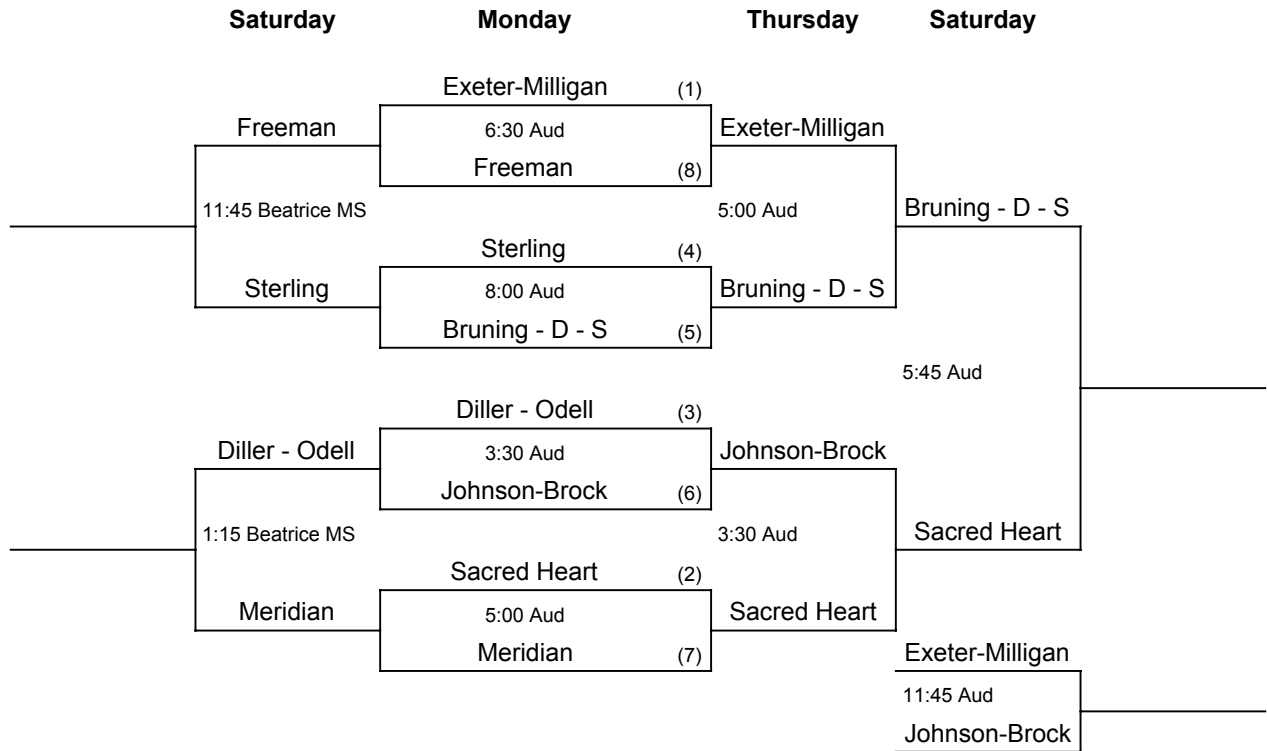 Saturday Monday Thursday Saturday
Exeter-Milligan (1)
Freeman 6:30 Aud Exeter-Milligan
Freeman (8)
11:45 Beatrice MS 5:00 Aud Bruning - D - S
Sterling (4)
Sterling 8:00 Aud Bruning - D - S
Bruning - D - S (5)
5:45 Aud
Diller - Odell (3)
Diller - Odell 3:30 Aud Johnson-Brock
Johnson-Brock (6)
1:15 Beatrice MS 3:30 Aud Sacred Heart
Sacred Heart (2)
Meridian 5:00 Aud Sacred Heart
Meridian (7) Exeter-Milligan
11:45 Aud
Johnson-Brock